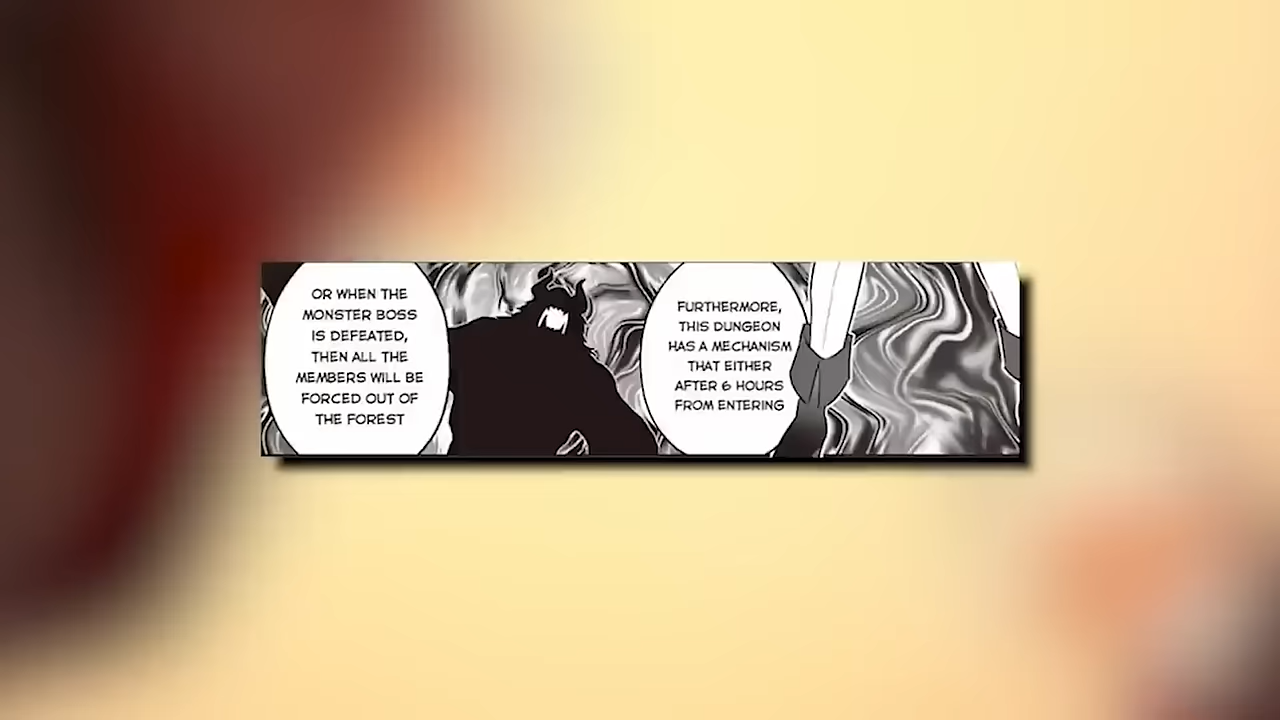 FURTHERMORE,
THIS DUNGEON
HAS A MECHANISM
THAT EITHER
AFTER 6 HOURS
FROM ENTERING
OR WHEN THE
MONSTER BOSS
IS DEFEATED,
THEN ALL THE
MEMBERS WILL BE
FORCED OUT OF
THE FOREST